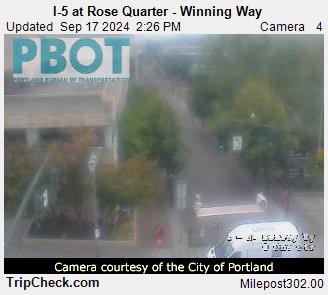 I-5 at Rose Quarter - Winning Way
Updated Sep 17 2024 2:26 PM Camera 4
PBOT
PORTLAND BUREAU OF TRANSPORTATION
Camera courtesy of the City of Portland
TripCheck.com Milepost302.00